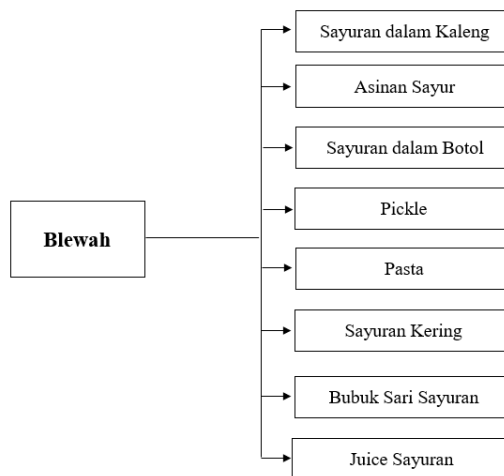 Sayuran dalam Kaleng
Asinan Sayur
Sayuran dalam Botol
Blewah
Pickle
Pasta
Sayuran Kering
Bubuk Sari Sayuran
Juice Sayuran